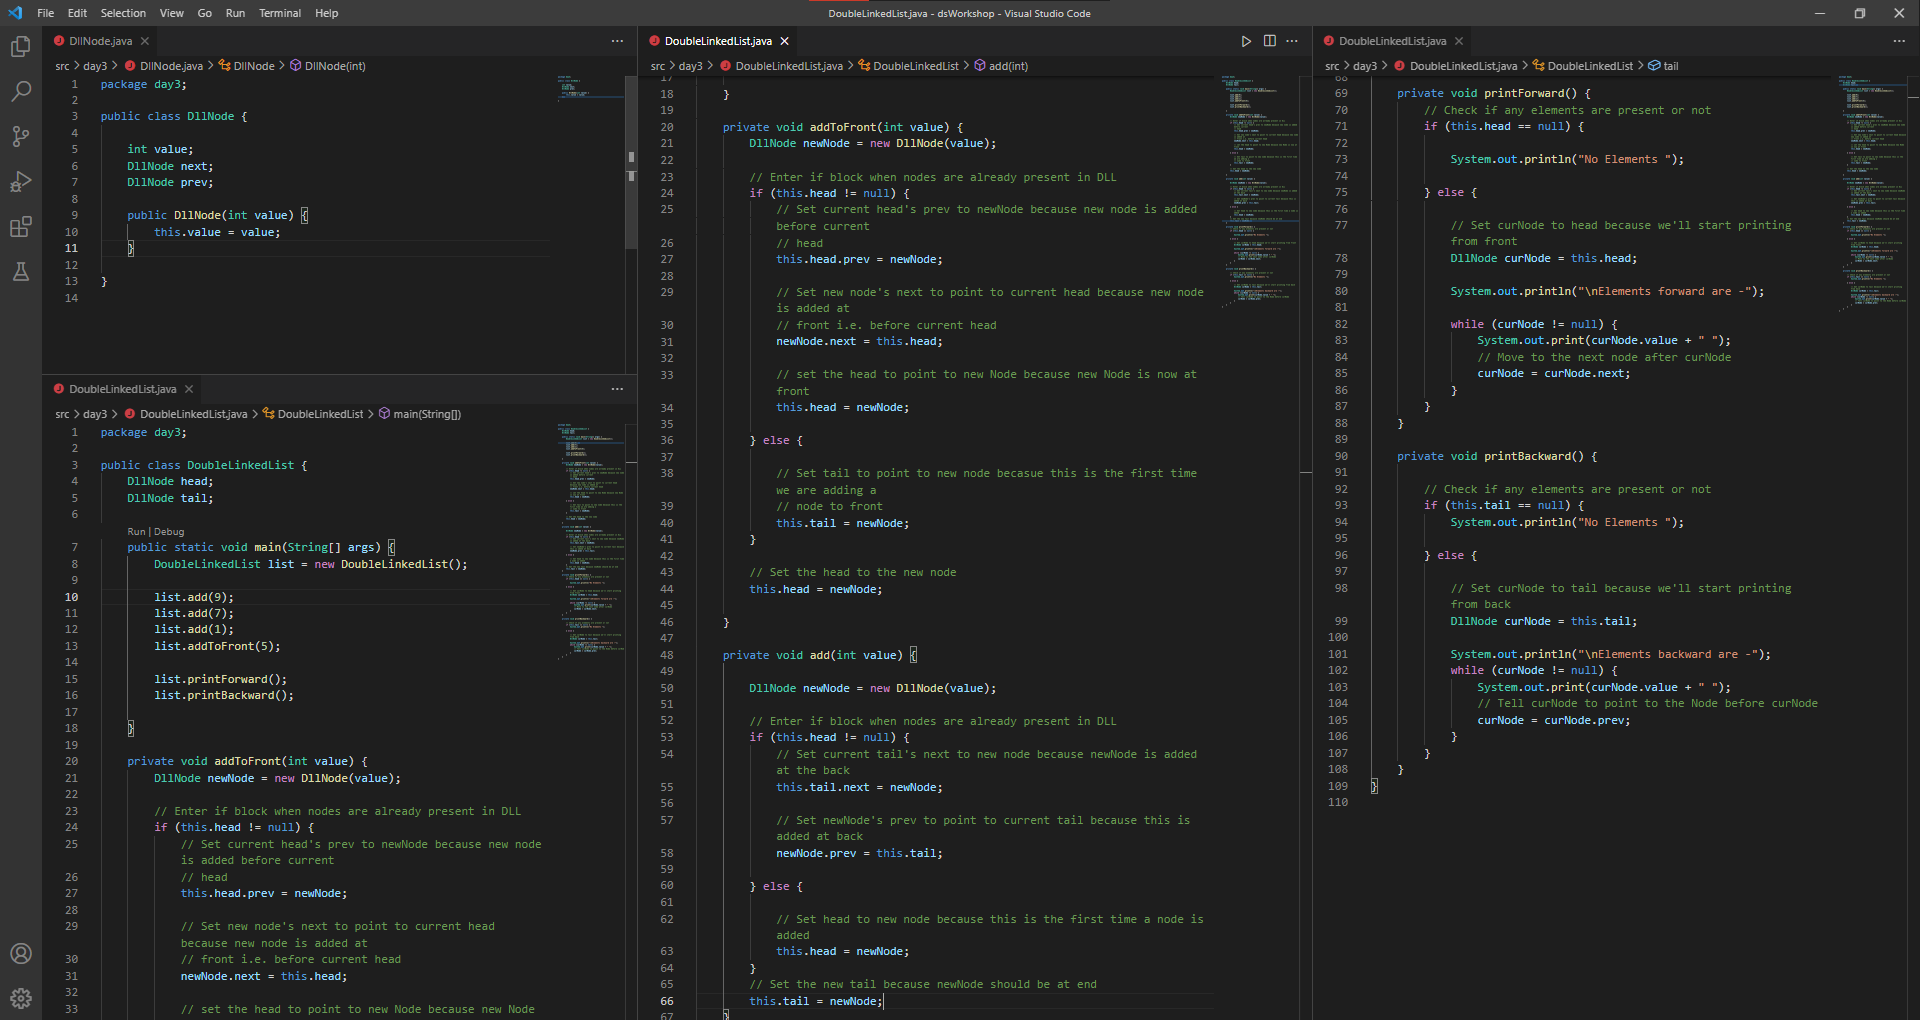 File Edit Selection View Go Run Terminal Help
DoubleLinkedList.java - dsWorkshop - Visual Studio Code
DllNode.java
src > day3 > DllNode.java > DllNode > DllNode(int)
1 package day3;
2
3 public class DllNode {
4
5 int value;
6 DllNode next;
7 DllNode prev;
8
9 public DllNode(int value) {
10 this.value = value;
11 }
12
13 }
14
DoubleLinkedList.java
src > day3 > DoubleLinkedList.java > DoubleLinkedList > main(String[])
1 package day3;
2
3 public class DoubleLinkedList {
4 DllNode head;
5 DllNode tail;
6
Run | Debug
7 public static void main(String[] args) {
8 DoubleLinkedList list = new DoubleLinkedList();
9
10 list.add(9);
11 list.add(7);
12 list.add(1);
13 list.addToFront(5);
14
15 list.printForward();
16 list.printBackward();
17
18 }
19
20 private void addToFront(int value) {
21 DllNode newNode = new DllNode(value);
22
23 // Enter if block when nodes are already present in DLL
24 if (this.head != null) {
25 // Set current head's prev to newNode because new node
is added before current
26 // head
27 this.head.prev = newNode;
28
29 // Set new node's next to point to current head
because new node is added at
30 // front i.e. before current head
31 newNode.next = this.head;
32
33 // set the head to point to new Node because new Node
DoubleLinkedList.java
src > day3 > DoubleLinkedList.java > DoubleLinkedList > add(int)
17
18 }
19
20 private void addToFront(int value) {
21 DllNode newNode = new DllNode(value);
22
23 // Enter if block when nodes are already present in DLL
24 if (this.head != null) {
25 // Set current head's prev to newNode because new node is added
before current
26 // head
27 this.head.prev = newNode;
28
29 // Set new node's next to point to current head because new node
is added at
30 // front i.e. before current head
31 newNode.next = this.head;
32
33 // set the head to point to new Node because new Node is now at
front
34 this.head = newNode;
35
36 } else {
37
38 // Set tail to point to new node becasue this is the first time
we are adding a
39 // node to front
40 this.tail = newNode;
41 }
42
43 // Set the head to the new node
44 this.head = newNode;
45
46 }
47
48 private void add(int value) {
49
50 DllNode newNode = new DllNode(value);
51
52 // Enter if block when nodes are already present in DLL
53 if (this.head != null) {
54 // Set current tail's next to new node because newNode is added
at the back
55 this.tail.next = newNode;
56
57 // Set newNode's prev to point to current tail because this is
added at back
58 newNode.prev = this.tail;
59
60 } else {
61
62 // Set head to new node because this is the first time a node is
added
63 this.head = newNode;
64 }
65 // Set the new tail because newNode should be at end
66 this.tail = newNode;
67 }
DoubleLinkedList.java
src > day3 > DoubleLinkedList.java > DoubleLinkedList > tail
68
69 private void printForward() {
70 // Check if any elements are present or not
71 if (this.head == null) {
72
73 System.out.println("No Elements ");
74
75 } else {
76
77 // Set curNode to head because we'll start printing
from front
78 DllNode curNode = this.head;
79
80 System.out.println("\nElements forward are -");
81
82 while (curNode != null) {
83 System.out.print(curNode.value + " ");
84 // Move to the next node after curNode
85 curNode = curNode.next;
86 }
87 }
88 }
89
90 private void printBackward() {
91
92 // Check if any elements are present or not
93 if (this.tail == null) {
94 System.out.println("No Elements ");
95
96 } else {
97
98 // Set curNode to tail because we'll start printing
from back
99 DllNode curNode = this.tail;
100
101 System.out.println("\nElements backward are -");
102 while (curNode != null) {
103 System.out.print(curNode.value + " ");
104 // Tell curNode to point to the Node before curNode
105 curNode = curNode.prev;
106 }
107 }
108 }
109 }
110